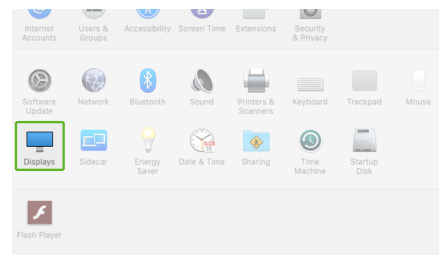 Internet Users & Accessibility Screen Time Extensions Security
Accounts Groups & Privacy
Software Network Bluetooth Sound Printers & Keyboard Trackpad Mouse
Update Scanners
Displays Sidecar Energy Date & Time Sharing Time Startup
Saver Machine Disk
Flash Player